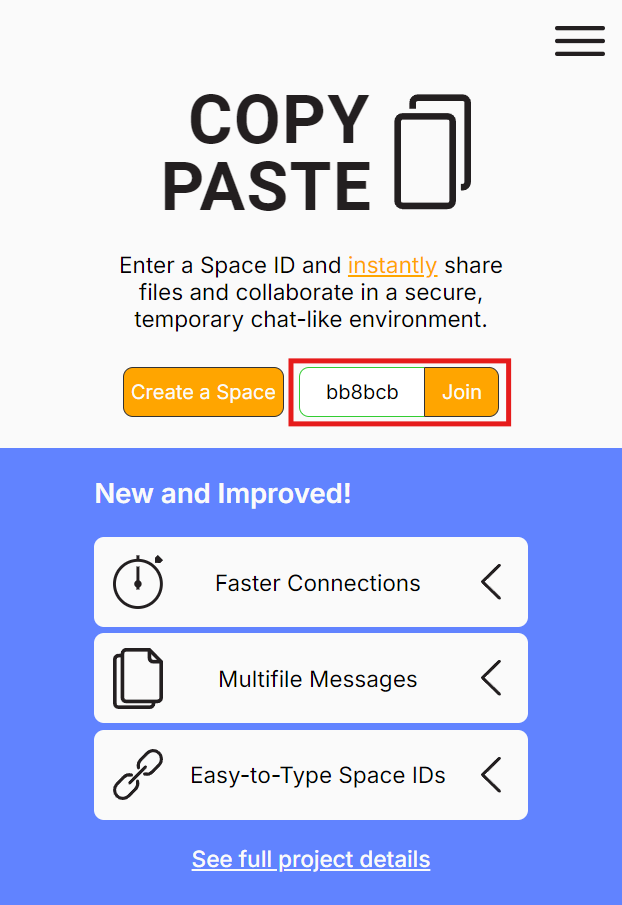 COPY
PASTE
Enter a Space ID and instantly share
files and collaborate in a secure,
temporary chat-like environment.
Create a Space
bb8bcb
Join
New and Improved!
Faster Connections
Multifile Messages
Easy-to-Type Space IDs
See full project details